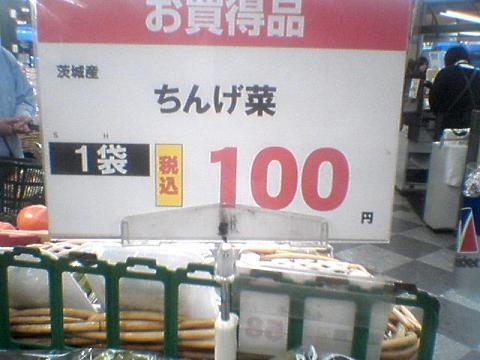 お買得品
茨城産
ちんげ菜
S H
1袋 税込 100 円